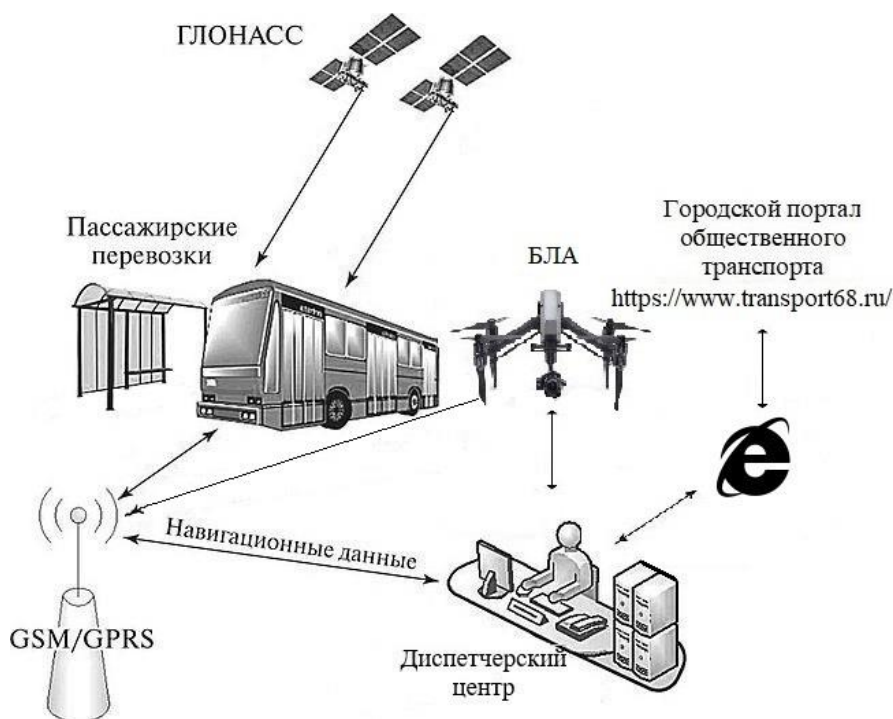 ГЛОНАСС
Пассажирские
перевозки
БЛА
Городской портал
общественного
транспорта
https://www.transport68.ru/
Навигационные данные
GSM/GPRS
Диспетчерский
центр